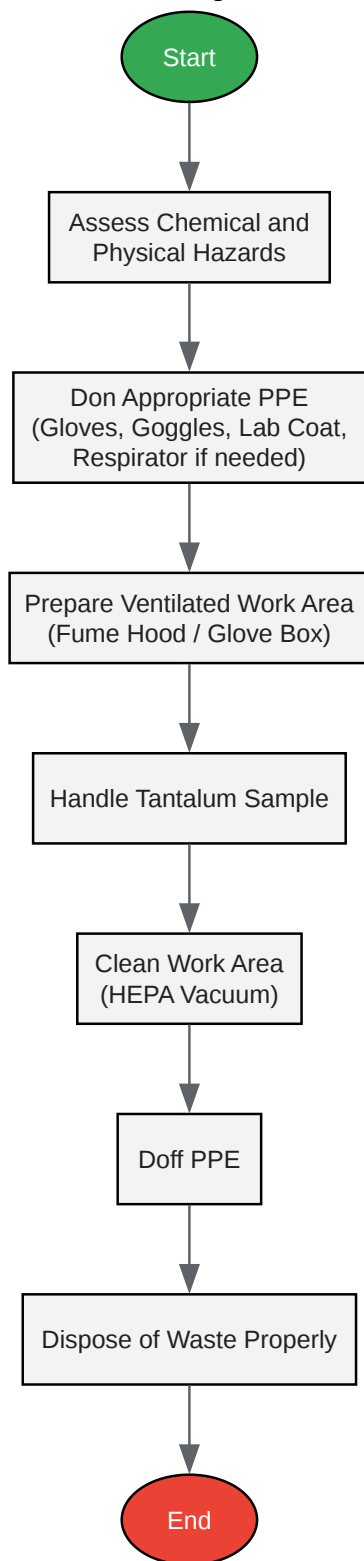 Start
Assess Chemical and
Physical Hazards
Don Appropriate PPE
(Gloves, Goggles, Lab Coat,
Respirator if needed)
Prepare Ventilated Work Area
(Fume Hood / Glove Box)
Handle Tantalum Sample
Clean Work Area
(HEPA Vacuum)
Doff PPE
Dispose of Waste Properly
End